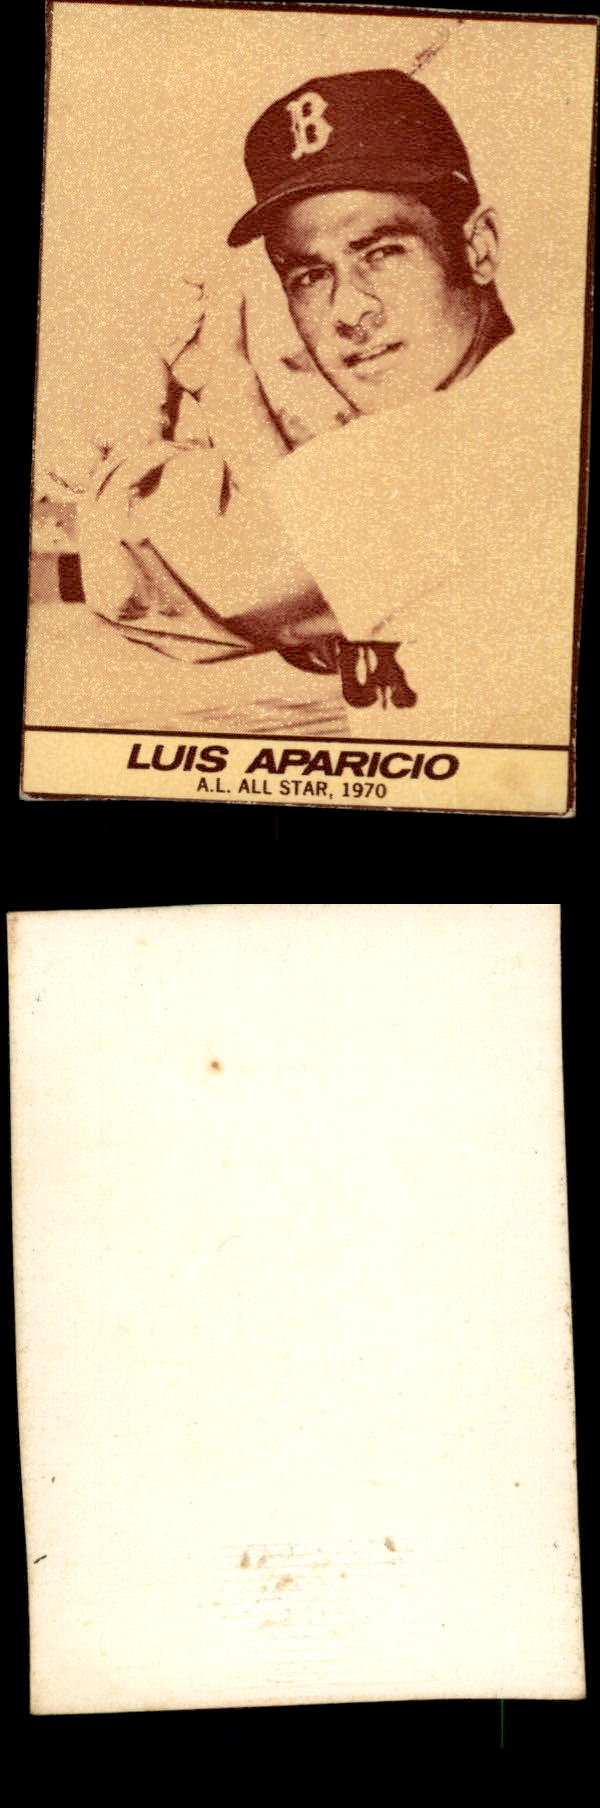 B
LUIS APARICIO
A.L. ALL STAR, 1970